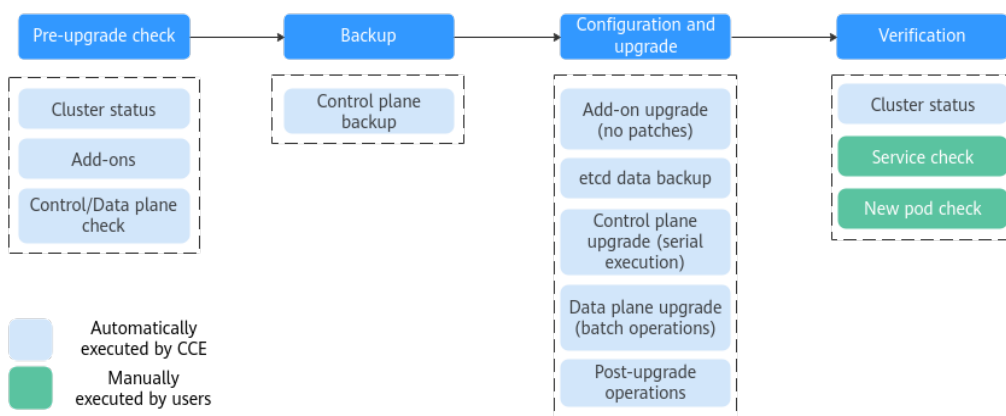 Pre-upgrade check
Backup
Configuration and
upgrade
Verification
Cluster status
Add-ons
Control/Data plane
check
Control plane
backup
Add-on upgrade
(no patches)
etcd data backup
Control plane
upgrade (serial
execution)
Data plane upgrade
(batch operations)
Post-upgrade
operations
Cluster status
Service check
New pod check
Automatically
executed by CCE
Manually
executed by users